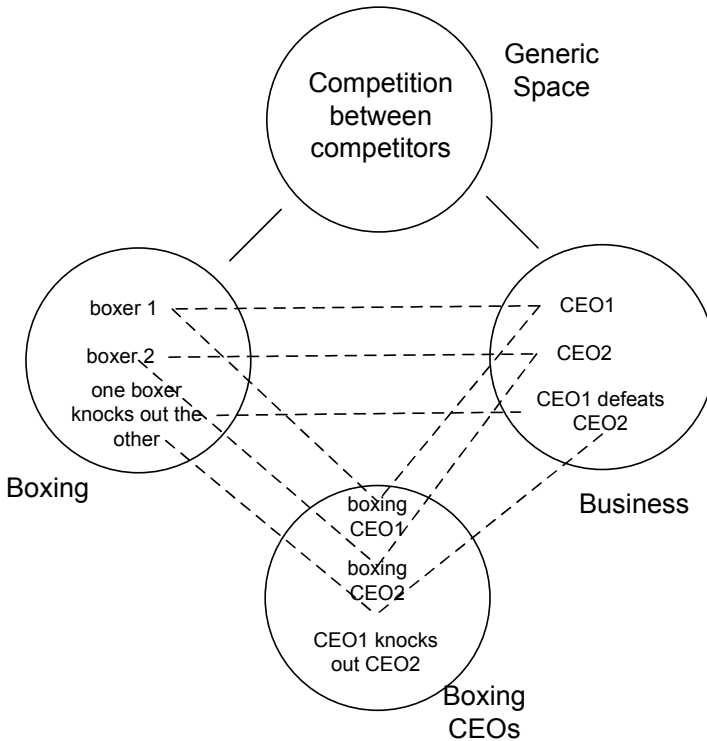 Competition
between
competitors
Generic
Space
boxer 1
boxer 2
one boxer
knocks out the
other
Boxing
CEO1
CEO2
CEO1 defeats
CEO2
Business
boxing
CEO1
boxing
CEO2
CEO1 knocks
out CEO2
Boxing
CEOs